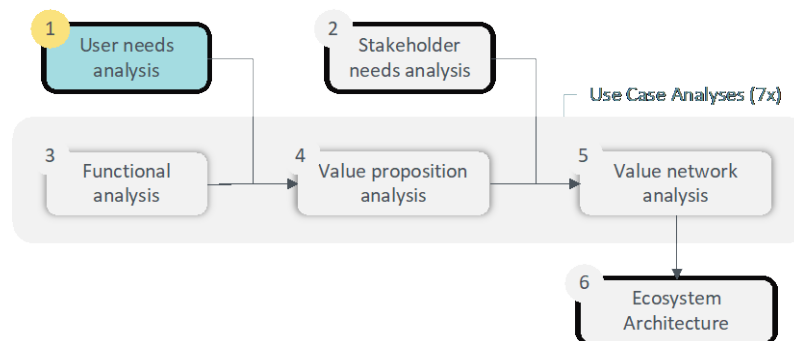 1
User needs
analysis
2
Stakeholder
needs analysis
Use Case Analyses (7x)
3
Functional
analysis
4
Value proposition
analysis
5
Value network
analysis
6
Ecosystem
Architecture